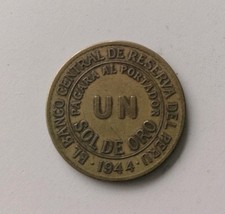 EL BANCO CENTRAL DE RESERVA DEL PERU
PAGARA AL PORTADOR
UN
SOL DE ORO
· 1944 ·